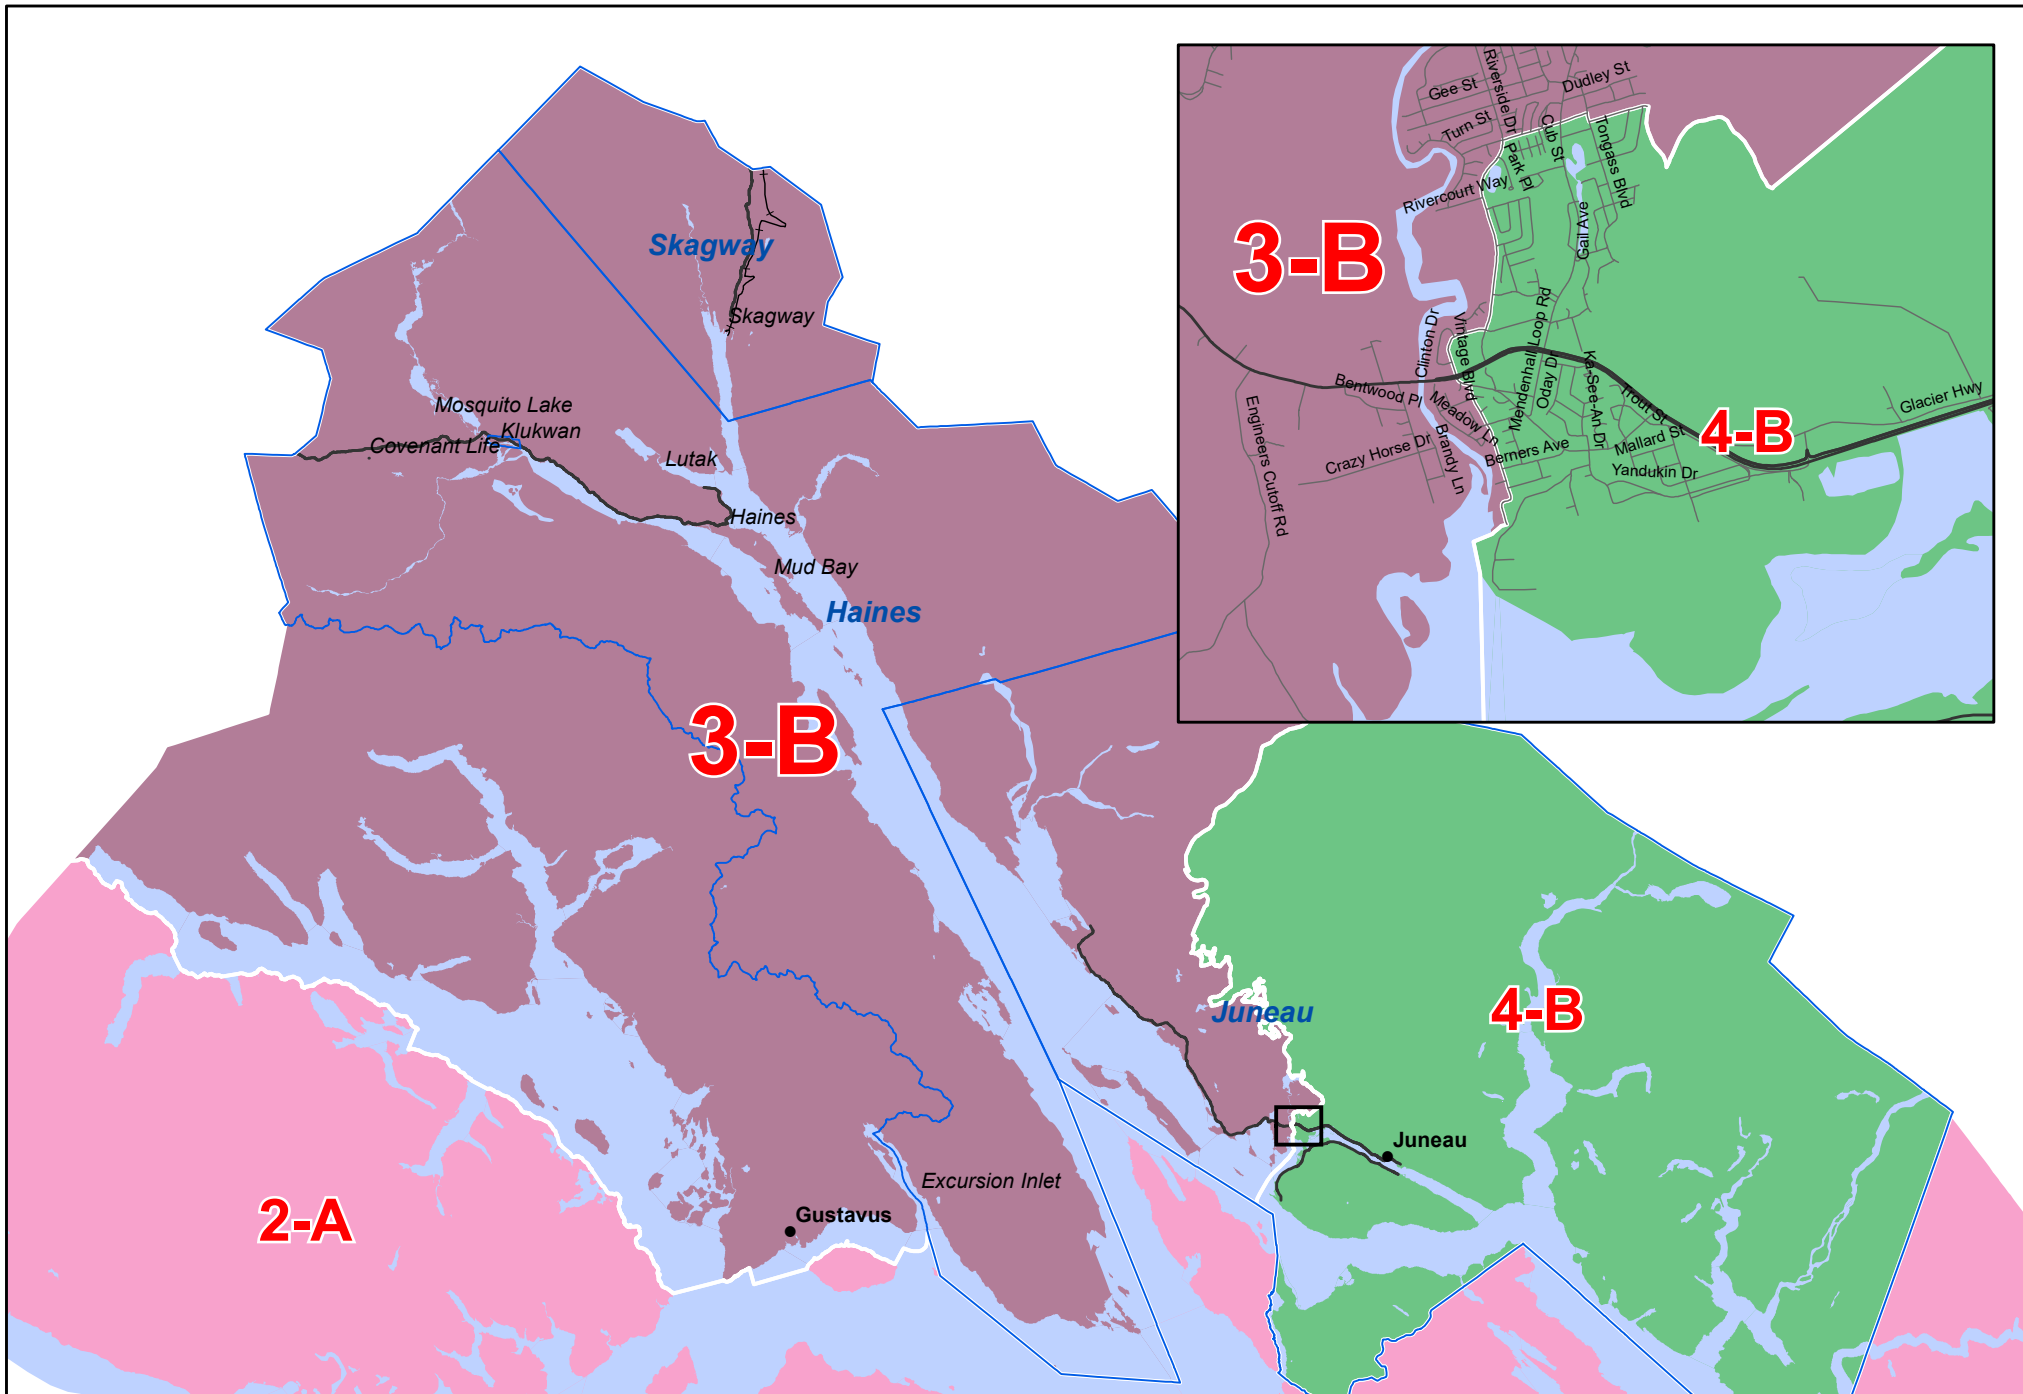 Skagway
Skagway
Mosquito Lake
Klukwan
Covenant Life
Lutak
Haines
Mud Bay
Haines
3-B
Juneau
4-B
Juneau
Excursion Inlet
Gustavus
2-A
Riverside Dr
Dudley St
Gee St
Turn St
Cub St
Tongass Blvd
Park Pl
Rivercourt Way
Gail Ave
3-B
Clinton Dr
Vintage Blvd
Mendenhall Loop Rd
Oday Dr
Ka-See-An Dr
Trout St
Glacier Hwy
Bentwood Pl
Meadow Ln
4-B
Engineers Cutoff Rd
Crazy Horse Dr
Brandy Ln
Berners Ave
Mallard St
Yandukin Dr